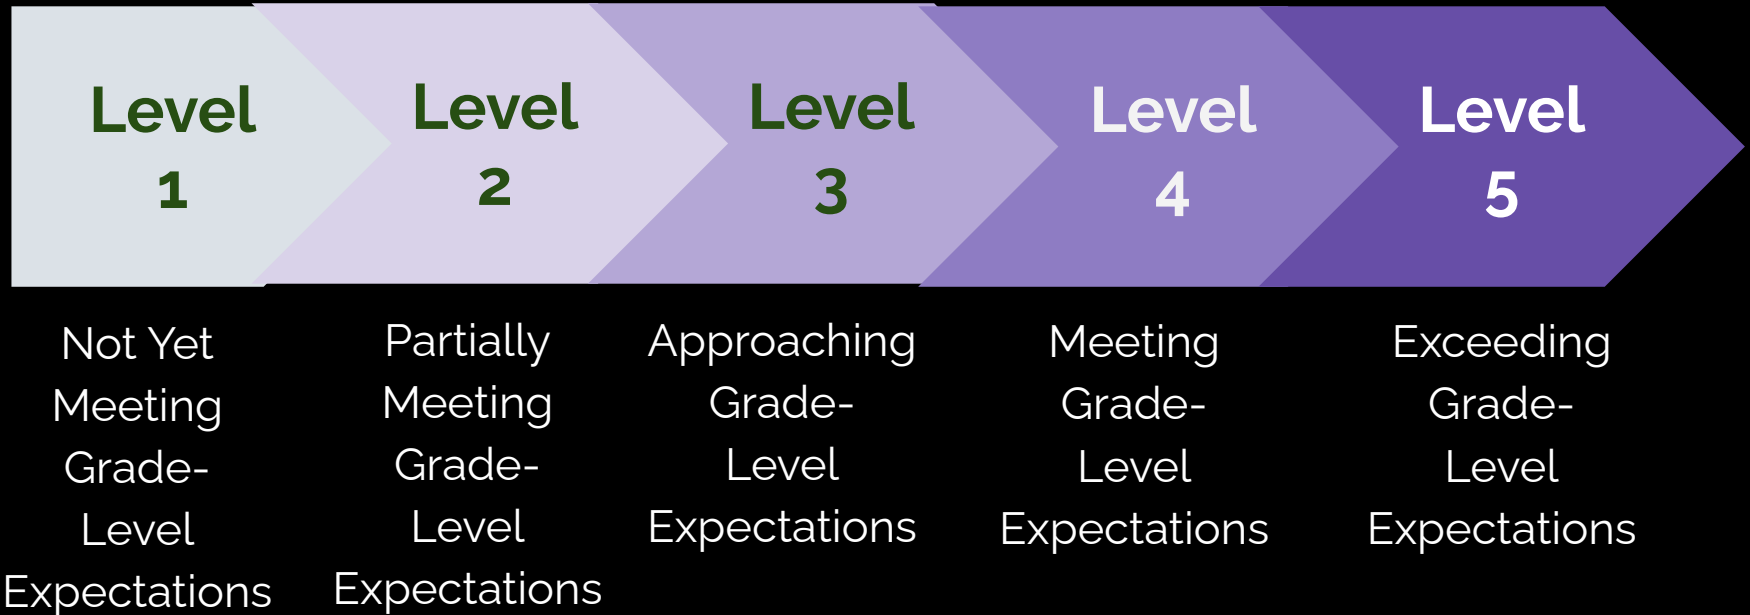 Level
1
Level
2
Level
3
Level
4
Level
5
Not Yet
Meeting
Grade-
Level
Expectations
Partially
Meeting
Grade-
Level
Expectations
Approaching
Grade-
Level
Expectations
Meeting
Grade-
Level
Expectations
Exceeding
Grade-
Level
Expectations